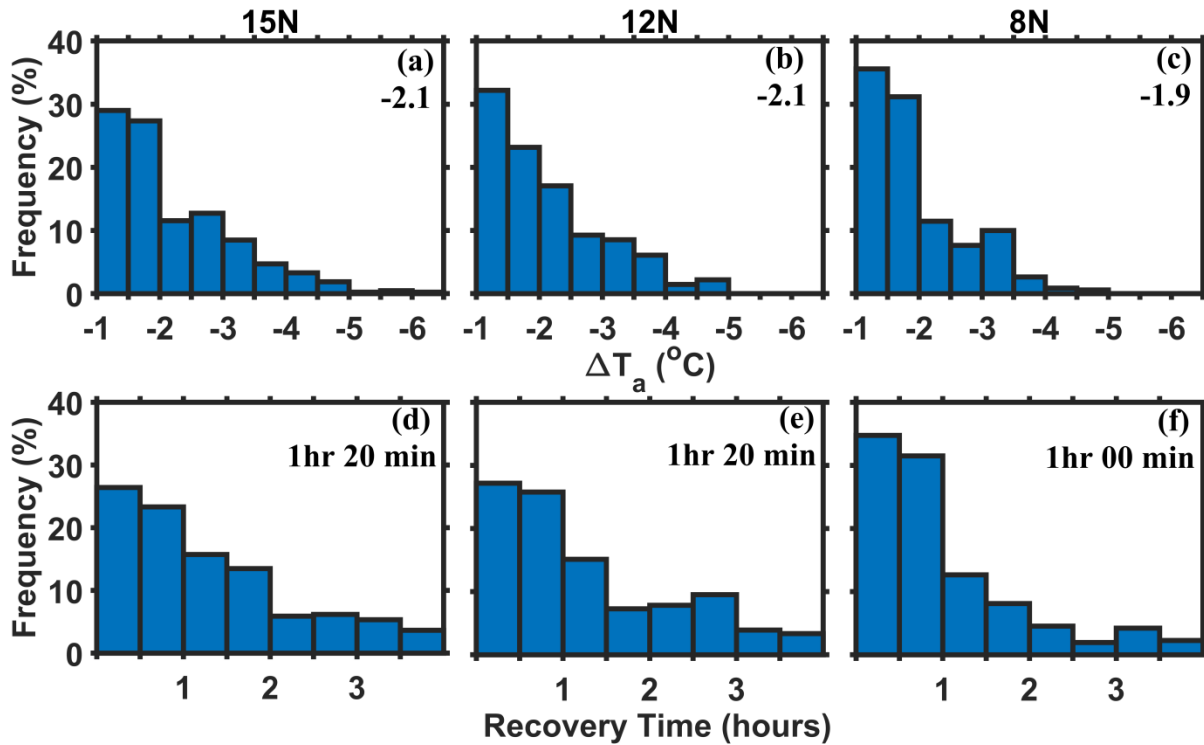 15N 12N 8N
40 (a) (b) (c)
-2.1 -2.1 -1.9
30
Frequency (%)
20
10
0
-1 -2 -3 -4 -5 -6 -1 -2 -3 -4 -5 -6 -1 -2 -3 -4 -5 -6
ΔTa (oC)
40 (d) (e) (f)
1hr 20 min 1hr 20 min 1hr 00 min
30
Frequency (%)
20
10
0
1 2 3 1 2 3 1 2 3
Recovery Time (hours)